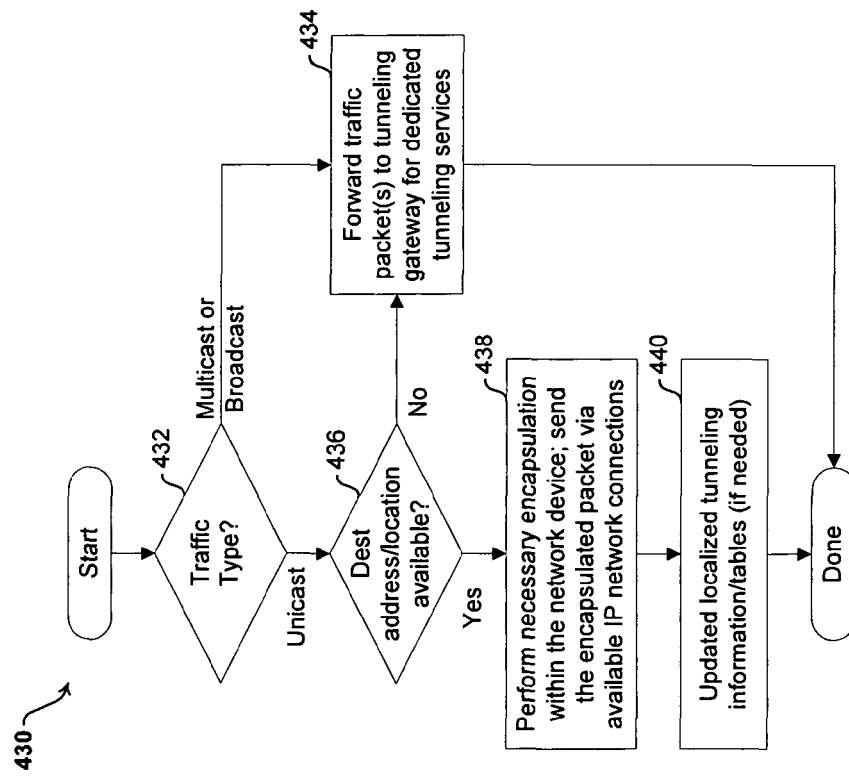 430
Start
432
Traffic
Type?
Multicast or
Broadcast
Unicast
434
Forward traffic
packet(s) to tunneling
gateway for dedicated
tunneling services
436
Dest
address/location
available?
No
Yes
438
Perform necessary encapsulation
within the network device; send
the encapsulated packet via
available IP network connections
440
Updated localized tunneling
information/tables (if needed)
Done